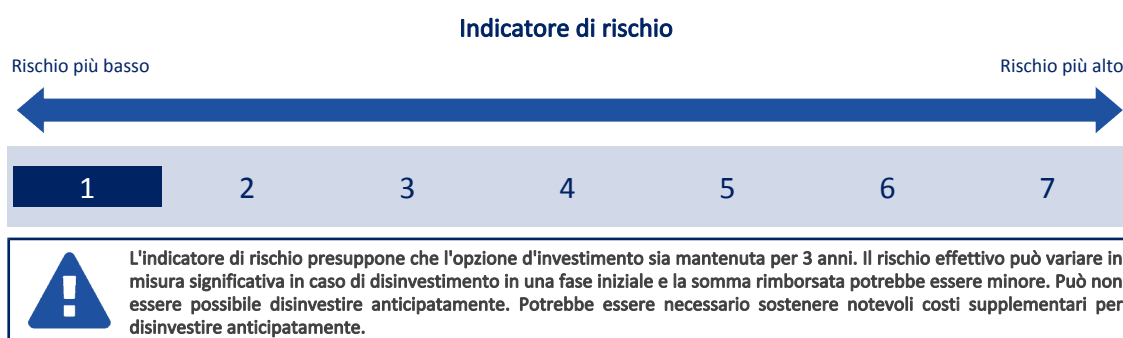 Indicatore di rischio
Rischio più basso
Rischio più alto
1 2 3 4 5 6 7
L'indicatore di rischio presuppone che l'opzione d'investimento sia mantenuta per 3 anni. Il rischio effettivo può variare in
misura significativa in caso di disinvestimento in una fase iniziale e la somma rimborsata potrebbe essere minore. Può non
essere possibile disinvestire anticipatamente. Potrebbe essere necessario sostenere notevoli costi supplementari per
disinvestire anticipatamente.